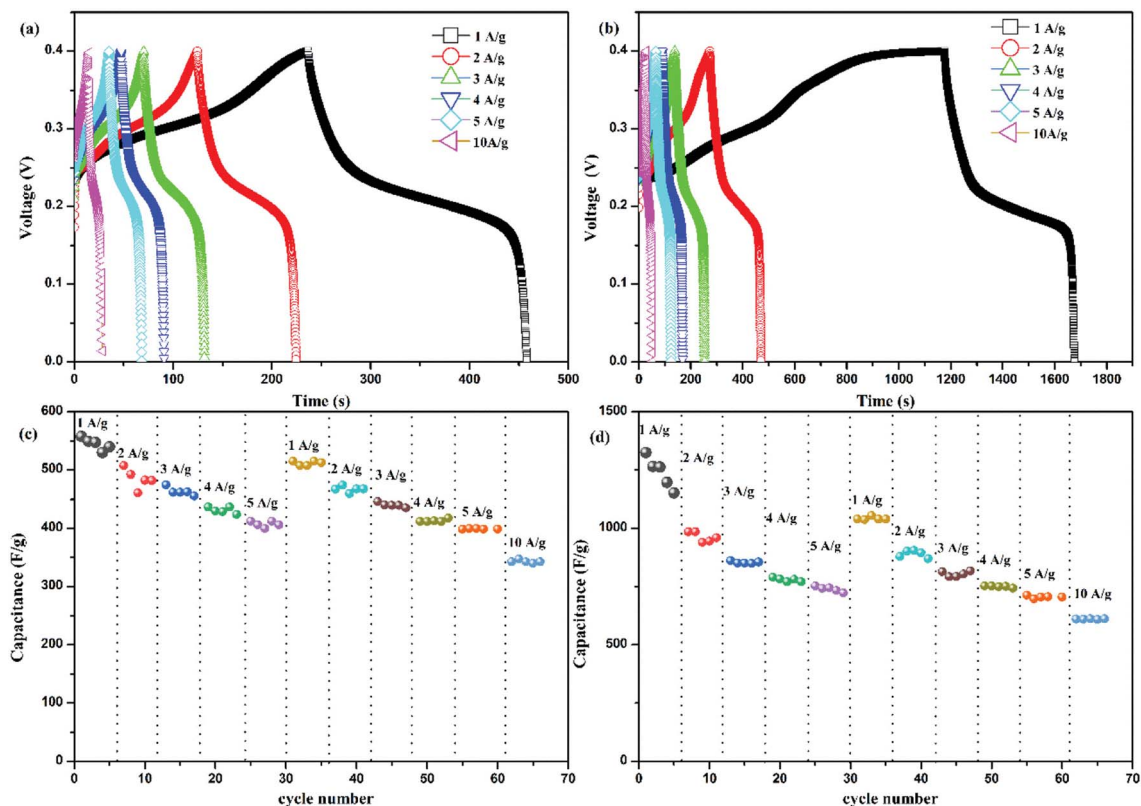 (a)
1 A/g
2 A/g
3 A/g
4 A/g
5 A/g
10A/g
0.4
0.3
0.2
0.1
0.0
Voltage (V)
0 100 200 300 400 500
Time (s)
(b)
1 A/g
2 A/g
3 A/g
4 A/g
5 A/g
10A/g
0.4
0.3
0.2
0.1
0.0
Voltage (V)
0 200 400 600 800 1000 1200 1400 1600 1800
Time (s)
(c)
1 A/g
2 A/g
3 A/g
4 A/g
5 A/g
1 A/g
2 A/g
3 A/g
4 A/g
5 A/g
10 A/g
600
500
400
300
200
100
0
Capacitance (F/g)
0 10 20 30 40 50 60 70
cycle number
(d)
1 A/g
2 A/g
3 A/g
4 A/g
5 A/g
1 A/g
2 A/g
3 A/g
4 A/g
5 A/g
10 A/g
1500
1000
500
0
Capacitance (F/g)
0 10 20 30 40 50 60 70
cycle number